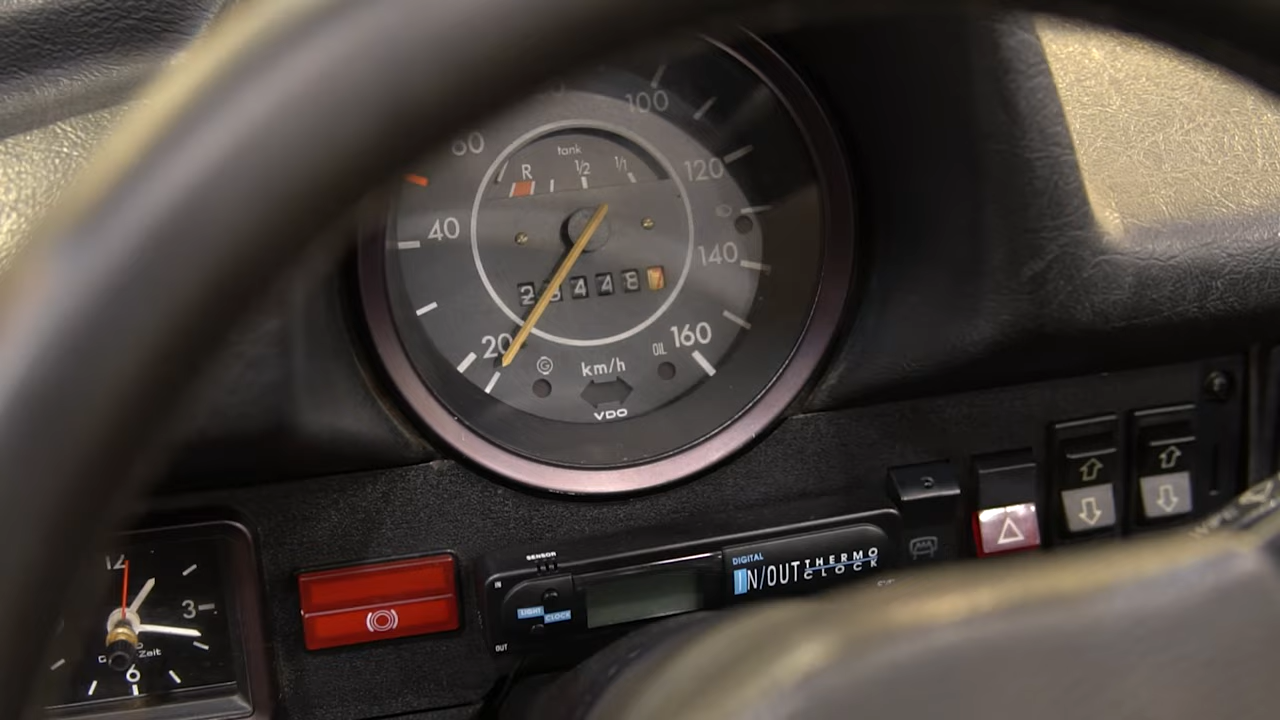 100
60
tank
R 1/2 1/1
120
40
140
20
160
OIL
G
km/h
VDO
12
3
6
Zeit
SENSOR
IN
LIGHT
CLOCK
OUT
DIGITAL
IN/OUT THERMO
CLOCK